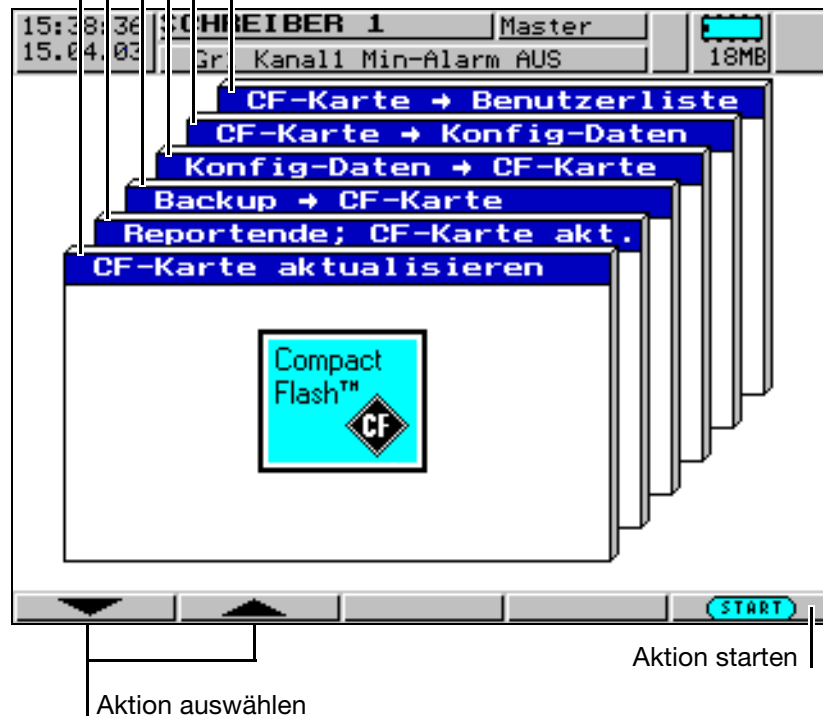 15:38:36 SCHREIBER 1 Master
15.04.03 Gr: Kanal1 Min-Alarm AUS 18MB
CF-Karte → Benutzerliste
CF-Karte → Konfig-Daten
Konfig-Daten → CF-Karte
Backup → CF-Karte
Reportende; CF-Karte akt.
CF-Karte aktualisieren
Compact
Flash™
CF
START
Aktion starten
Aktion auswählen